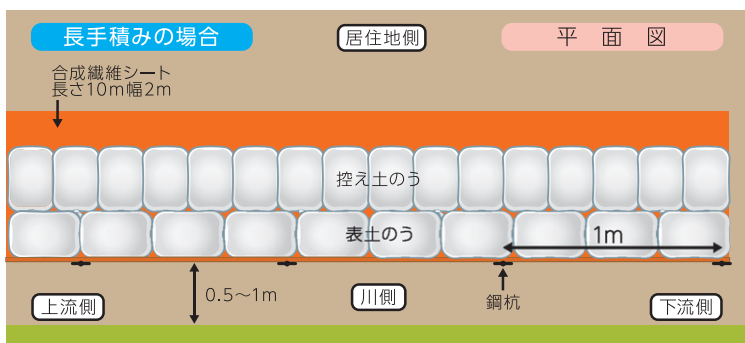 長手積みの場合
居住地側
平面図
合成繊維シート
長さ10m幅2m
控え土のう
表土のう
1m
上流側
0.5～1m
川側
鋼杭
下流側